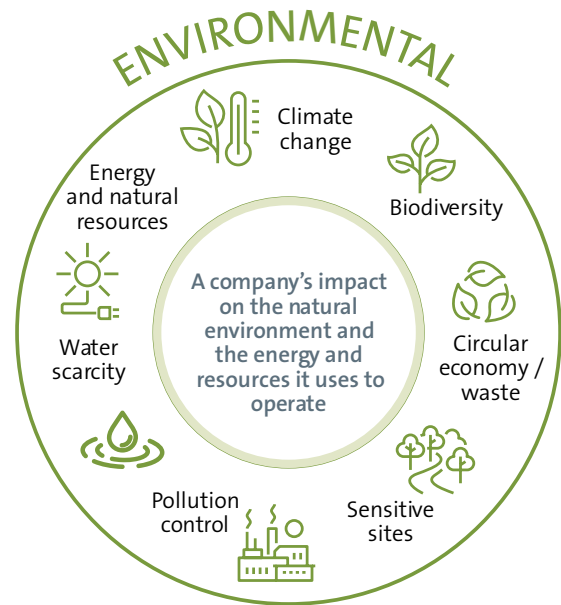 ENVIRONMENTAL
Climate
change
Biodiversity
Circular
economy /
waste
Sensitive
sites
Pollution
control
Water
scarcity
Energy
and natural
resources
A company’s impact
on the natural
environment and
the energy and
resources it uses to
operate